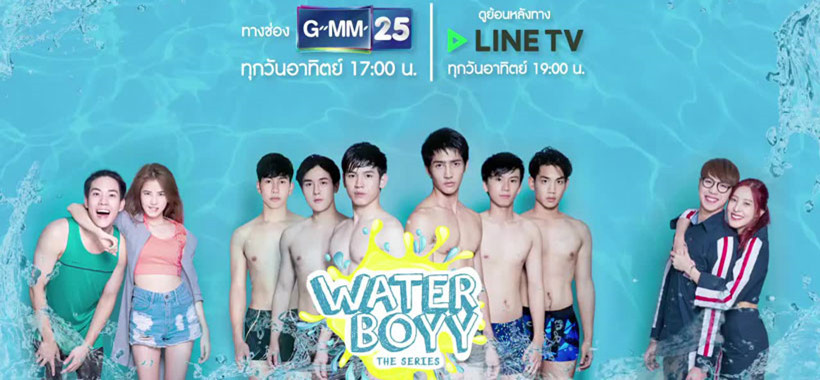 ทางช่อง GMM 25
ทุกวันอาทิตย์ 17:00 น.
ดูย้อนหลังทาง
LINE TV
ทุกวันอาทิตย์ 19:00 น.
WATER
BOYY
THE SERIES